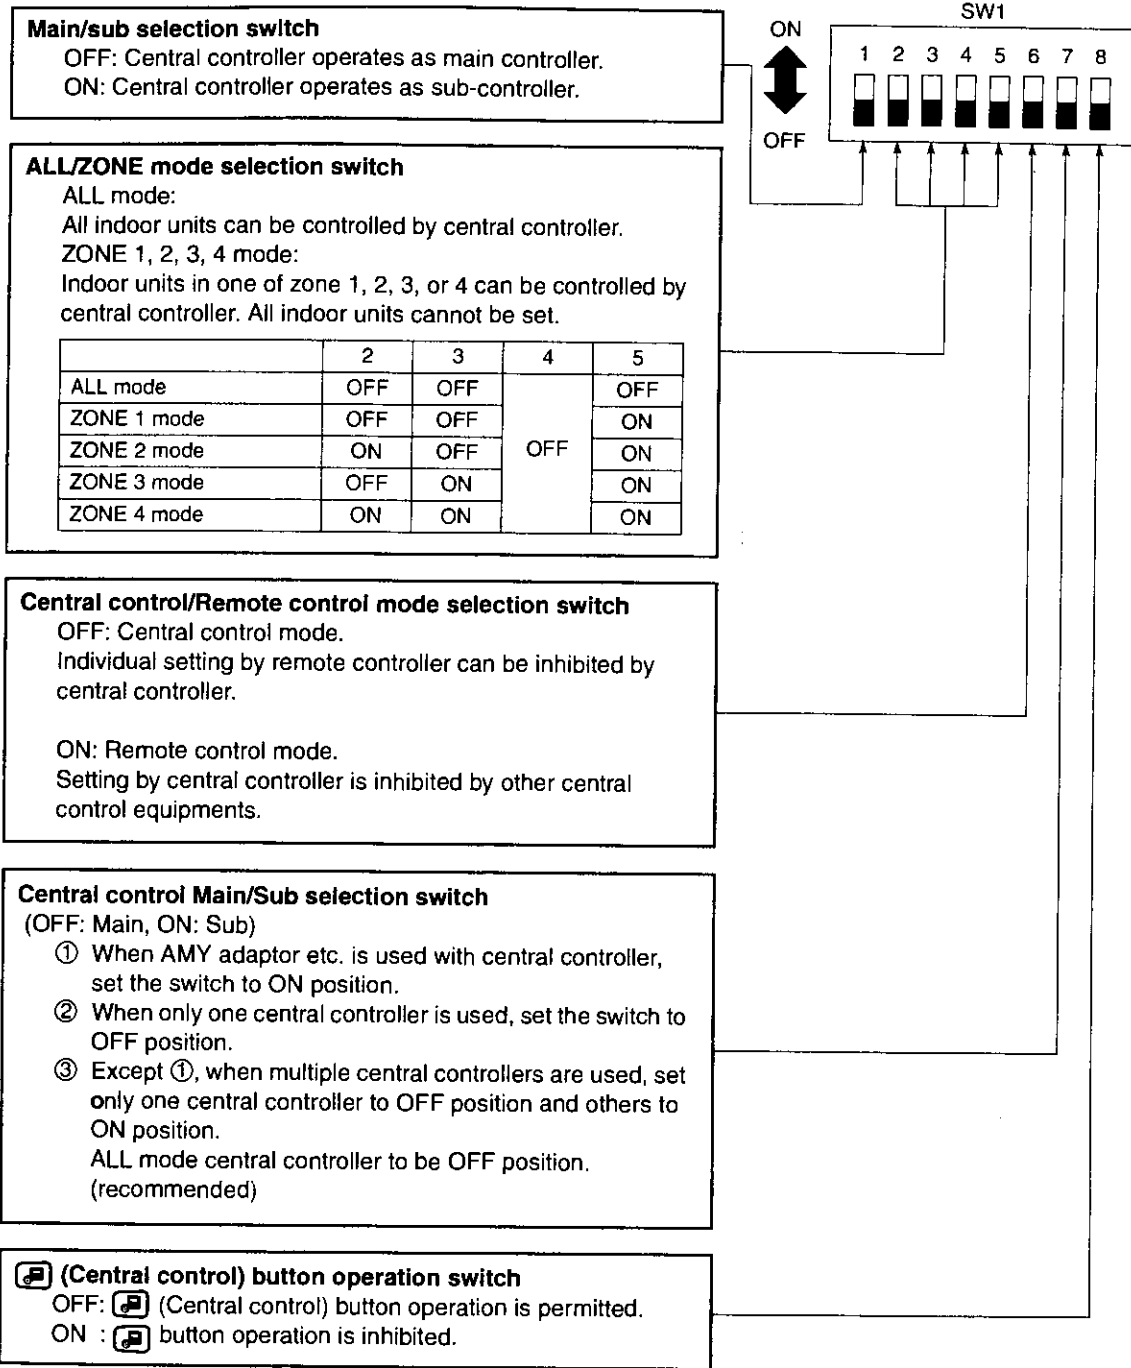 SW1
ON
OFF
1 2 3 4 5 6 7 8
Main/sub selection switch
OFF: Central controller operates as main controller.
ON: Central controller operates as sub-controller.
ALL/ZONE mode selection switch
ALL mode:
All indoor units can be controlled by central controller.
ZONE 1, 2, 3, 4 mode:
Indoor units in one of zone 1, 2, 3, or 4 can be controlled by
central controller. All indoor units cannot be set.
2 3 4 5
ALL mode OFF OFF OFF
ZONE 1 mode OFF OFF ON
ZONE 2 mode ON OFF OFF ON
ZONE 3 mode OFF ON ON
ZONE 4 mode ON ON ON
Central control/Remote control mode selection switch
OFF: Central control mode.
Individual setting by remote controller can be inhibited by
central controller.
ON: Remote control mode.
Setting by central controller is inhibited by other central
control equipments.
Central control Main/Sub selection switch
(OFF: Main, ON: Sub)
① When AMY adaptor etc. is used with central controller,
set the switch to ON position.
② When only one central controller is used, set the switch to
OFF position.
③ Except ①, when multiple central controllers are used, set
only one central controller to OFF position and others to
ON position.
ALL mode central controller to be OFF position.
(recommended)
(Central control) button operation switch
OFF: (Central control) button operation is permitted.
ON : button operation is inhibited.